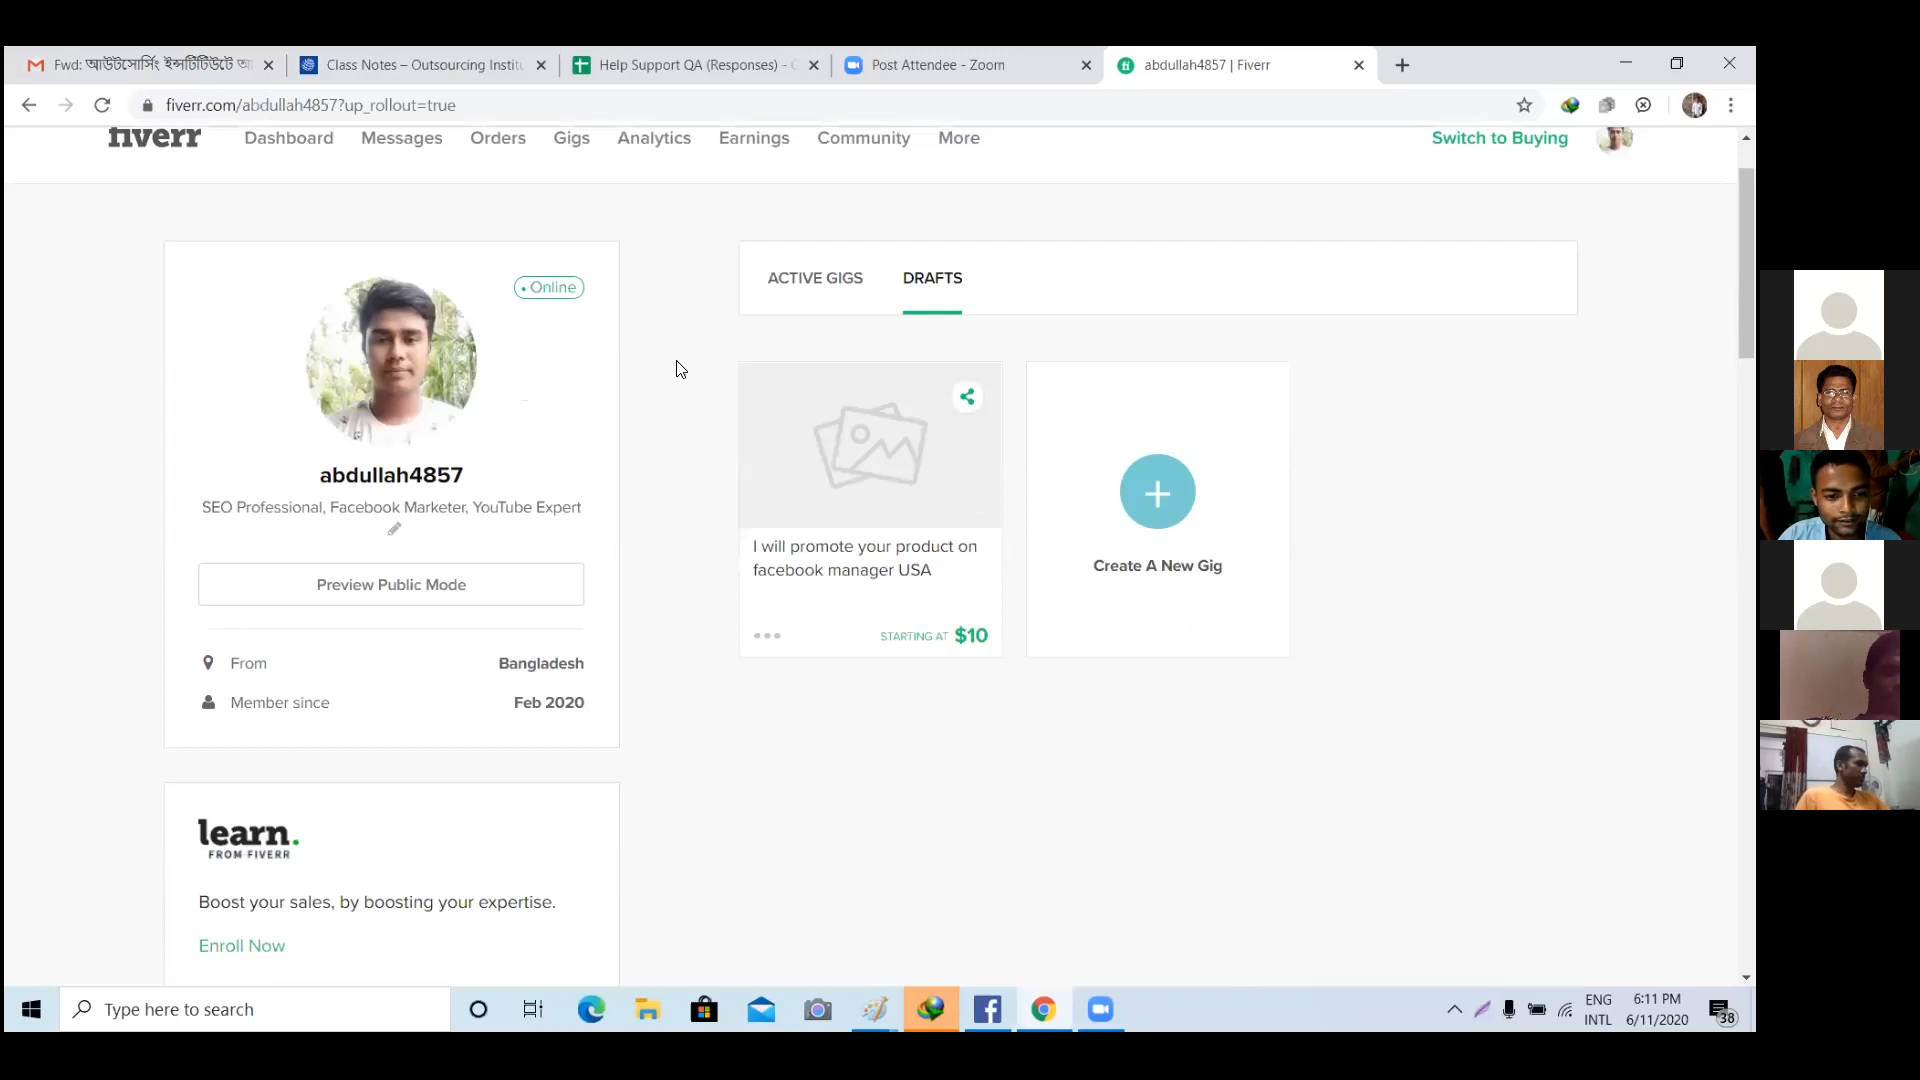 Fwd: আউটসোর্সিং ইন্সটিটিউটে আ
Class Notes – Outsourcing Institu
Help Support QA (Responses) -
Post Attendee - Zoom
abdullah4857 | Fiverr
fiverr.com/abdullah4857?up_rollout=true
fiverr
Dashboard
Messages
Orders
Gigs
Analytics
Earnings
Community
More
Switch to Buying
• Online
abdullah4857
SEO Professional, Facebook Marketer, YouTube Expert
Preview Public Mode
From Bangladesh
Member since Feb 2020
learn.
FROM FIVERR
Boost your sales, by boosting your expertise.
Enroll Now
ACTIVE GIGS
DRAFTS
I will promote your product on
facebook manager USA
STARTING AT $10
Create A New Gig
Type here to search
ENG
INTL
6:11 PM
6/11/2020
38